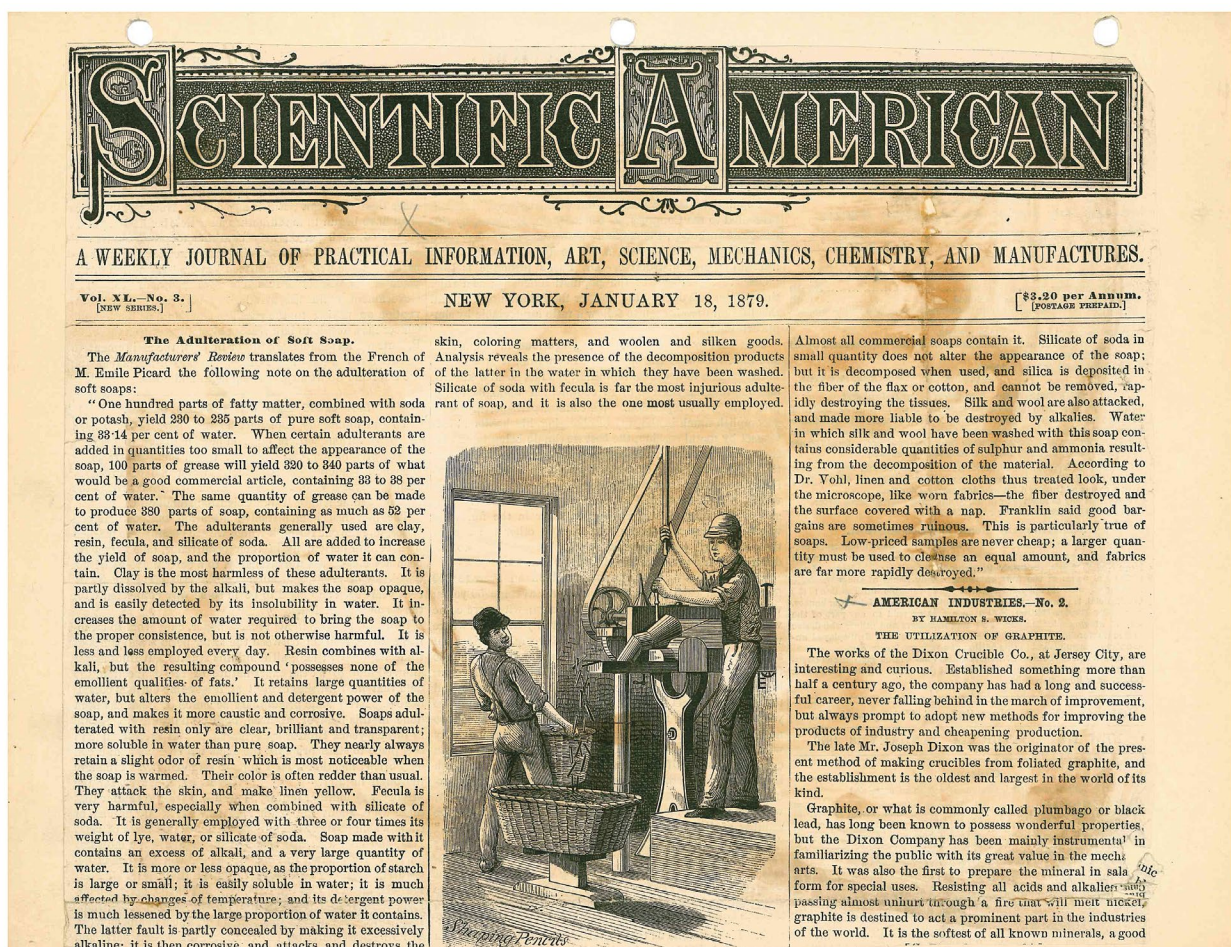 SCIENTIFIC AMERICAN
A WEEKLY JOURNAL OF PRACTICAL INFORMATION, ART, SCIENCE, MECHANICS, CHEMISTRY, AND MANUFACTURES.
Vol. XL.—No. 3.
[NEW SERIES.]
NEW YORK, JANUARY 18, 1879.
$3.20 per Annum.
[POSTAGE PREPAID.]
The Adulteration of Soft Soap.
The Manufacturers' Review translates from the French of
M. Emile Picard the following note on the adulteration of
soft soaps:
"One hundred parts of fatty matter, combined with soda
or potash, yield 230 to 235 parts of pure soft soap, contain-
ing 33·14 per cent of water. When certain adulterants are
added in quantities too small to affect the appearance of the
soap, 100 parts of grease will yield 320 to 340 parts of what
would be a good commercial article, containing 33 to 38 per
cent of water. The same quantity of grease can be made
to produce 380 parts of soap, containing as much as 52 per
cent of water. The adulterants generally used are clay,
resin, fecula, and silicate of soda. All are added to increase
the yield of soap, and the proportion of water it can con-
tain. Clay is the most harmless of these adulterants. It is
partly dissolved by the alkali, but makes the soap opaque,
and is easily detected by its insolubility in water. It in-
creases the amount of water required to bring the soap to
the proper consistence, but is not otherwise harmful. It is
less and less employed every day. Resin combines with al-
kali, but the resulting compound 'possesses none of the
emollient qualities of fats.' It retains large quantities of
water, but alters the emollient and detergent power of the
soap, and makes it more caustic and corrosive. Soaps adul-
terated with resin only are clear, brilliant and transparent;
more soluble in water than pure soap. They nearly always
retain a slight odor of resin which is most noticeable when
the soap is warmed. Their color is often redder than usual.
They attack the skin, and make linen yellow. Fecula is
very harmful, especially when combined with silicate of
soda. It is generally employed with three or four times its
weight of lye, water, or silicate of soda. Soap made with it
contains an excess of alkali, and a very large quantity of
water. It is more or less opaque, as the proportion of starch
is large or small; it is easily soluble in water; it is much
affected by changes of temperature; and its detergent power
is much lessened by the large proportion of water it contains.
The latter fault is partly concealed by making it excessively
alkaline; it is then corrosive, and attacks and destroys the
skin, coloring matters, and woolen and silken goods.
Analysis reveals the presence of the decomposition products
of the latter in the water in which they have been washed.
Silicate of soda with fecula is far the most injurious adulte-
rant of soap, and it is also the one most usually employed.
Shaping Pencils
Almost all commercial soaps contain it. Silicate of soda in
small quantity does not alter the appearance of the soap;
but it is decomposed when used, and silica is deposited in
the fiber of the flax or cotton, and cannot be removed, rap-
idly destroying the tissues. Silk and wool are also attacked,
and made more liable to be destroyed by alkalies. Water
in which silk and wool have been washed with this soap con-
tains considerable quantities of sulphur and ammonia result-
ing from the decomposition of the material. According to
Dr. Vohl, linen and cotton cloths thus treated look, under
the microscope, like worn fabrics—the fiber destroyed and
the surface covered with a nap. Franklin said good bar-
gains are sometimes ruinous. This is particularly true of
soaps. Low-priced samples are never cheap; a larger quan-
tity must be used to cleanse an equal amount, and fabrics
are far more rapidly destroyed."
AMERICAN INDUSTRIES.—No. 2.
BY HAMILTON S. WICKS.
THE UTILIZATION OF GRAPHITE.
The works of the Dixon Crucible Co., at Jersey City, are
interesting and curious. Established something more than
half a century ago, the company has had a long and success-
ful career, never falling behind in the march of improvement,
but always prompt to adopt new methods for improving the
products of industry and cheapening production.
The late Mr. Joseph Dixon was the originator of the pres-
ent method of making crucibles from foliated graphite, and
the establishment is the oldest and largest in the world of its
kind.
Graphite, or what is commonly called plumbago or black
lead, has long been known to possess wonderful properties,
but the Dixon Company has been mainly instrumental in
familiarizing the public with its great value in the mechanic
arts. It was also the first to prepare the mineral in sala
form for special uses. Resisting all acids and alkalies
passing almost unhurt through a fire that will melt nickel,
graphite is destined to act a prominent part in the industries
of the world. It is the softest of all known minerals, a good